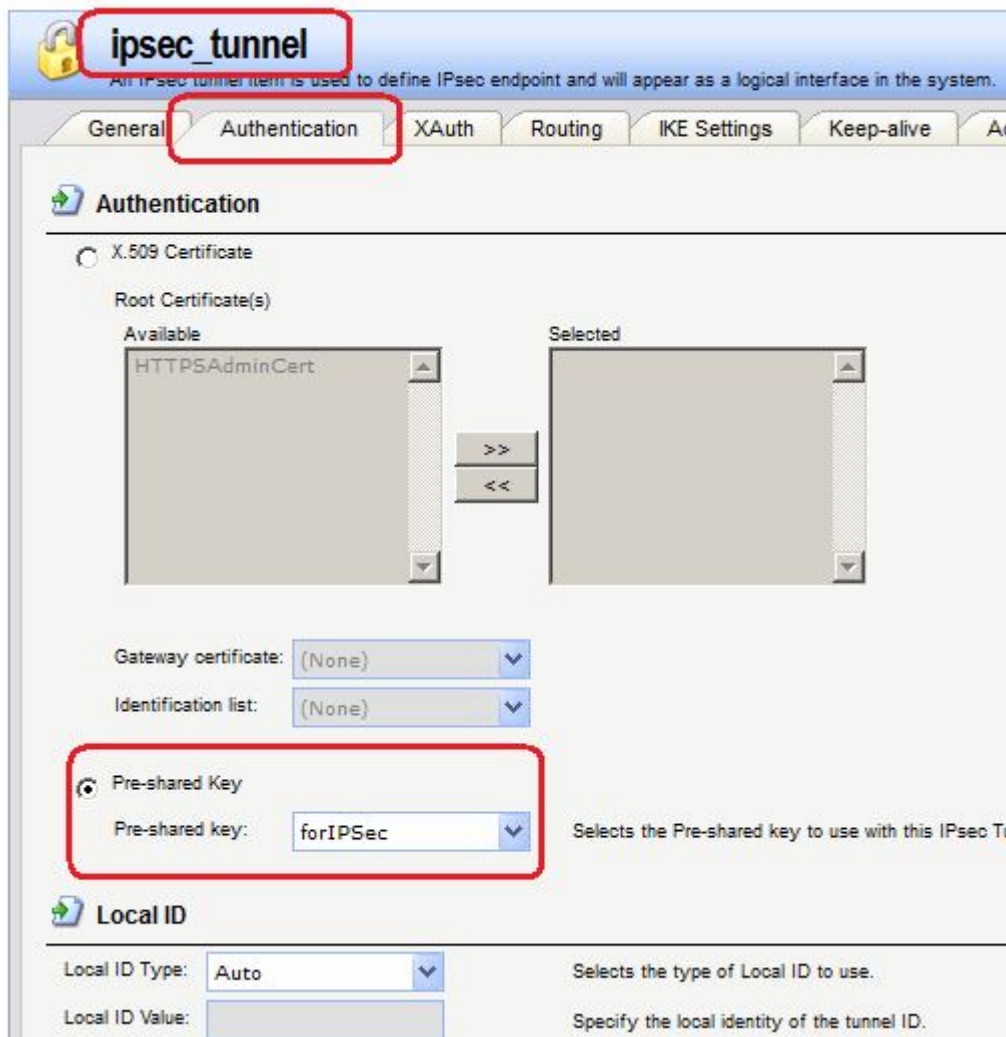 ipsec_tunnel
An IPsec tunnel item is used to define IPsec endpoint and will appear as a logical interface in the system.
General Authentication XAuth Routing IKE Settings Keep-alive
Authentication
X.509 Certificate
Root Certificate(s)
Available Selected
HTTPSAdminCert
>>
<<
Gateway certificate: (None)
Identification list: (None)
Pre-shared Key
Pre-shared key: forIPSec Selects the Pre-shared key to use with this IPsec
Local ID
Local ID Type: Auto Selects the type of Local ID to use.
Local ID Value: Specify the local identity of the tunnel ID.